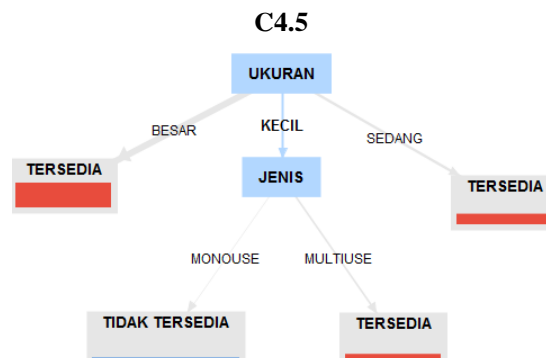 C4.5
UKURAN
BESAR
KECIL
SEDANG
TERSEDIA
JENIS
TERSEDIA
MONOUSE
MULTIUSE
TIDAK TERSEDIA
TERSEDIA